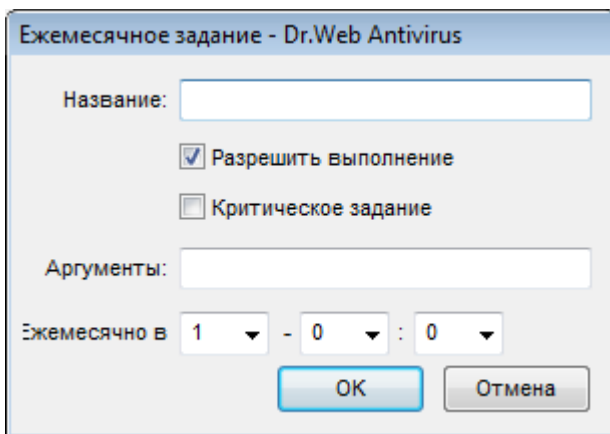 Ежемесячное задание - Dr.Web Antivirus
Название:
Разрешить выполнение
Критическое задание
Аргументы:
Ежемесячно в 1 - 0 : 0
OK Отмена